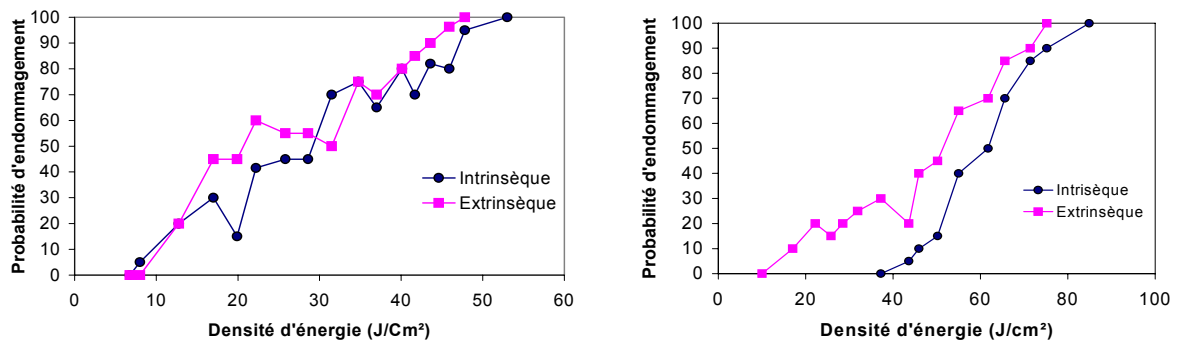 Probabilité d'endommagement
100
90
80
70
60
50
40
30
20
10
0
0 10 20 30 40 50 60
Densité d'énergie (J/Cm²)
Intrinsèque
Extrinsèque
Probabilité d'endommagement
100
90
80
70
60
50
40
30
20
10
0
0 20 40 60 80 100
Densité d'énergie (J/cm²)
Intrisèque
Extrinsèque